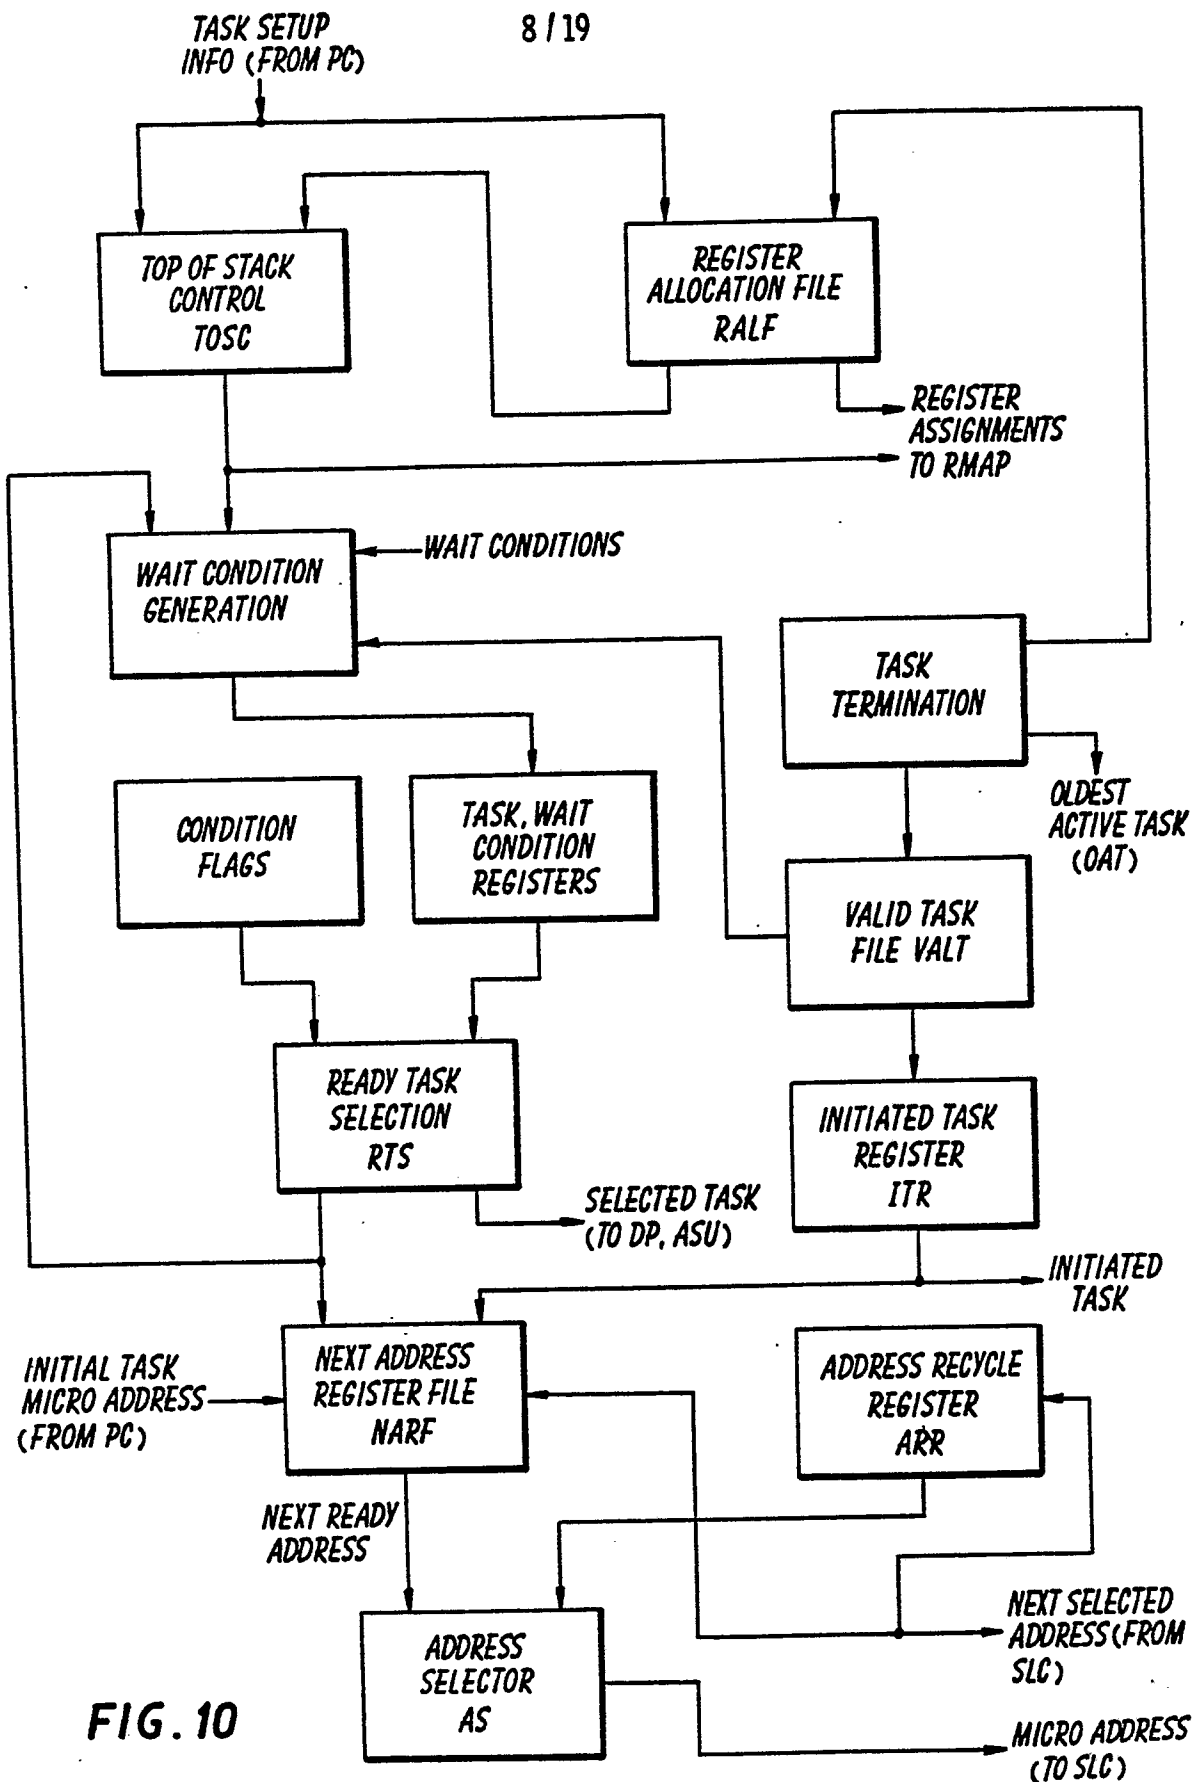 TASK SETUP
INFO (FROM PC)
8/19
TOP OF STACK
CONTROL
TOSC
REGISTER
ALLOCATION FILE
RALF
REGISTER
ASSIGNMENTS
TO RMAP
WAIT CONDITIONS
WAIT CONDITION
GENERATION
TASK
TERMINATION
OLDEST
ACTIVE TASK
(OAT)
CONDITION
FLAGS
TASK, WAIT
CONDITION
REGISTERS
VALID TASK
FILE VALT
READY TASK
SELECTION
RTS
INITIATED TASK
REGISTER
ITR
SELECTED TASK
(TO DP, ASU)
INITIATED
TASK
INITIAL TASK
MICRO ADDRESS
(FROM PC)
NEXT ADDRESS
REGISTER FILE
NARF
ADDRESS RECYCLE
REGISTER
ARR
NEXT READY
ADDRESS
ADDRESS
SELECTOR
AS
NEXT SELECTED
ADDRESS (FROM
SLC)
MICRO ADDRESS
(TO SLC)
FIG. 10